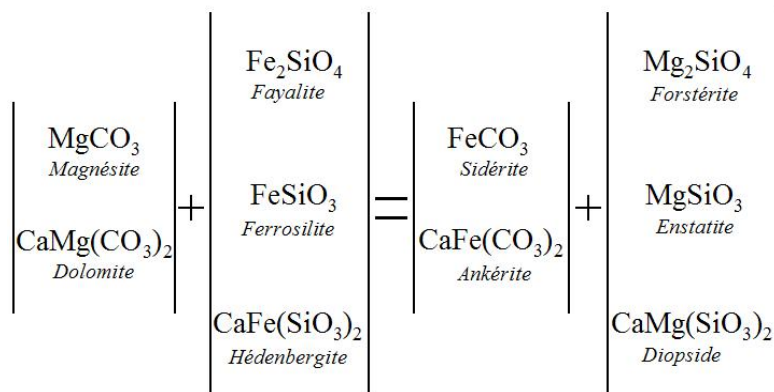 MgCO₃
Magnésite
CaMg(CO₃)₂
Dolomite
+
Fe₂SiO₄
Fayalite
FeSiO₃
Ferrosilite
CaFe(SiO₃)₂
Hédenbergite
=
FeCO₃
Sidérite
CaFe(CO₃)₂
Ankérite
+
Mg₂SiO₄
Forstérite
MgSiO₃
Enstatite
CaMg(SiO₃)₂
Diopside